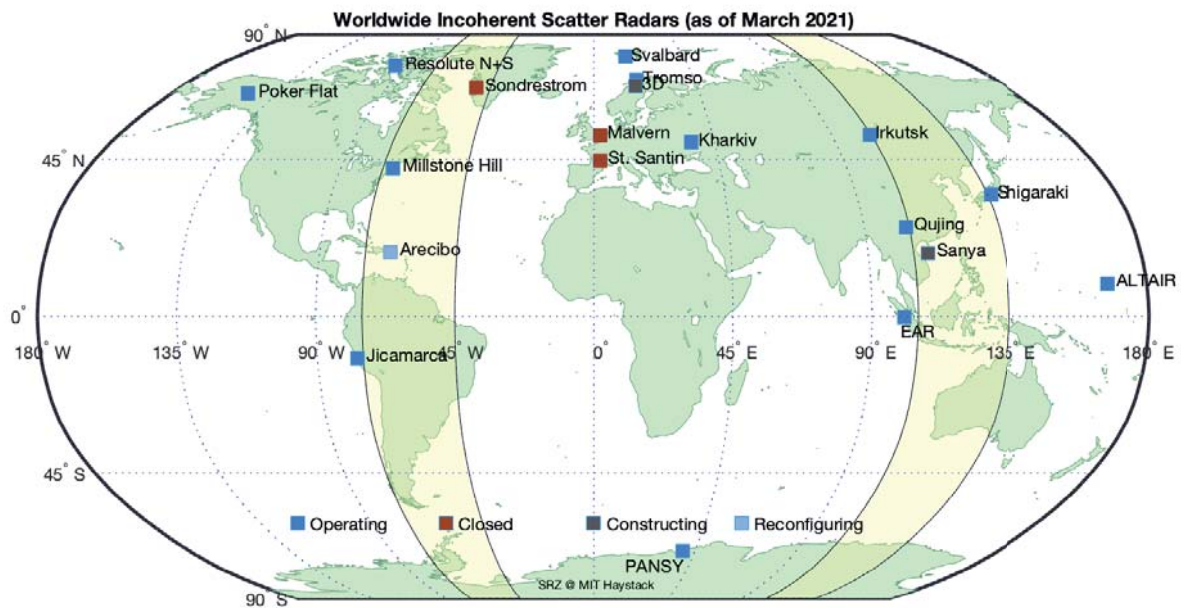 Worldwide Incoherent Scatter Radars (as of March 2021)
90° N
Svalbard
Resolute N+S
Tromso
3D
Sondrestrom
Poker Flat
Malvern
Irkutsk
Kharkiv
45° N
St. Santin
Millstone Hill
Shigaraki
Qujing
Arecibo
Sanya
ALTAIR
0°
EAR
180° W
135° W
90° W
45° W
0°
45° E
90° E
135° E
180° E
Jicamarca
45° S
Operating
Closed
Constructing
Reconfiguring
PANSY
SRZ @ MIT Haystack
90° S